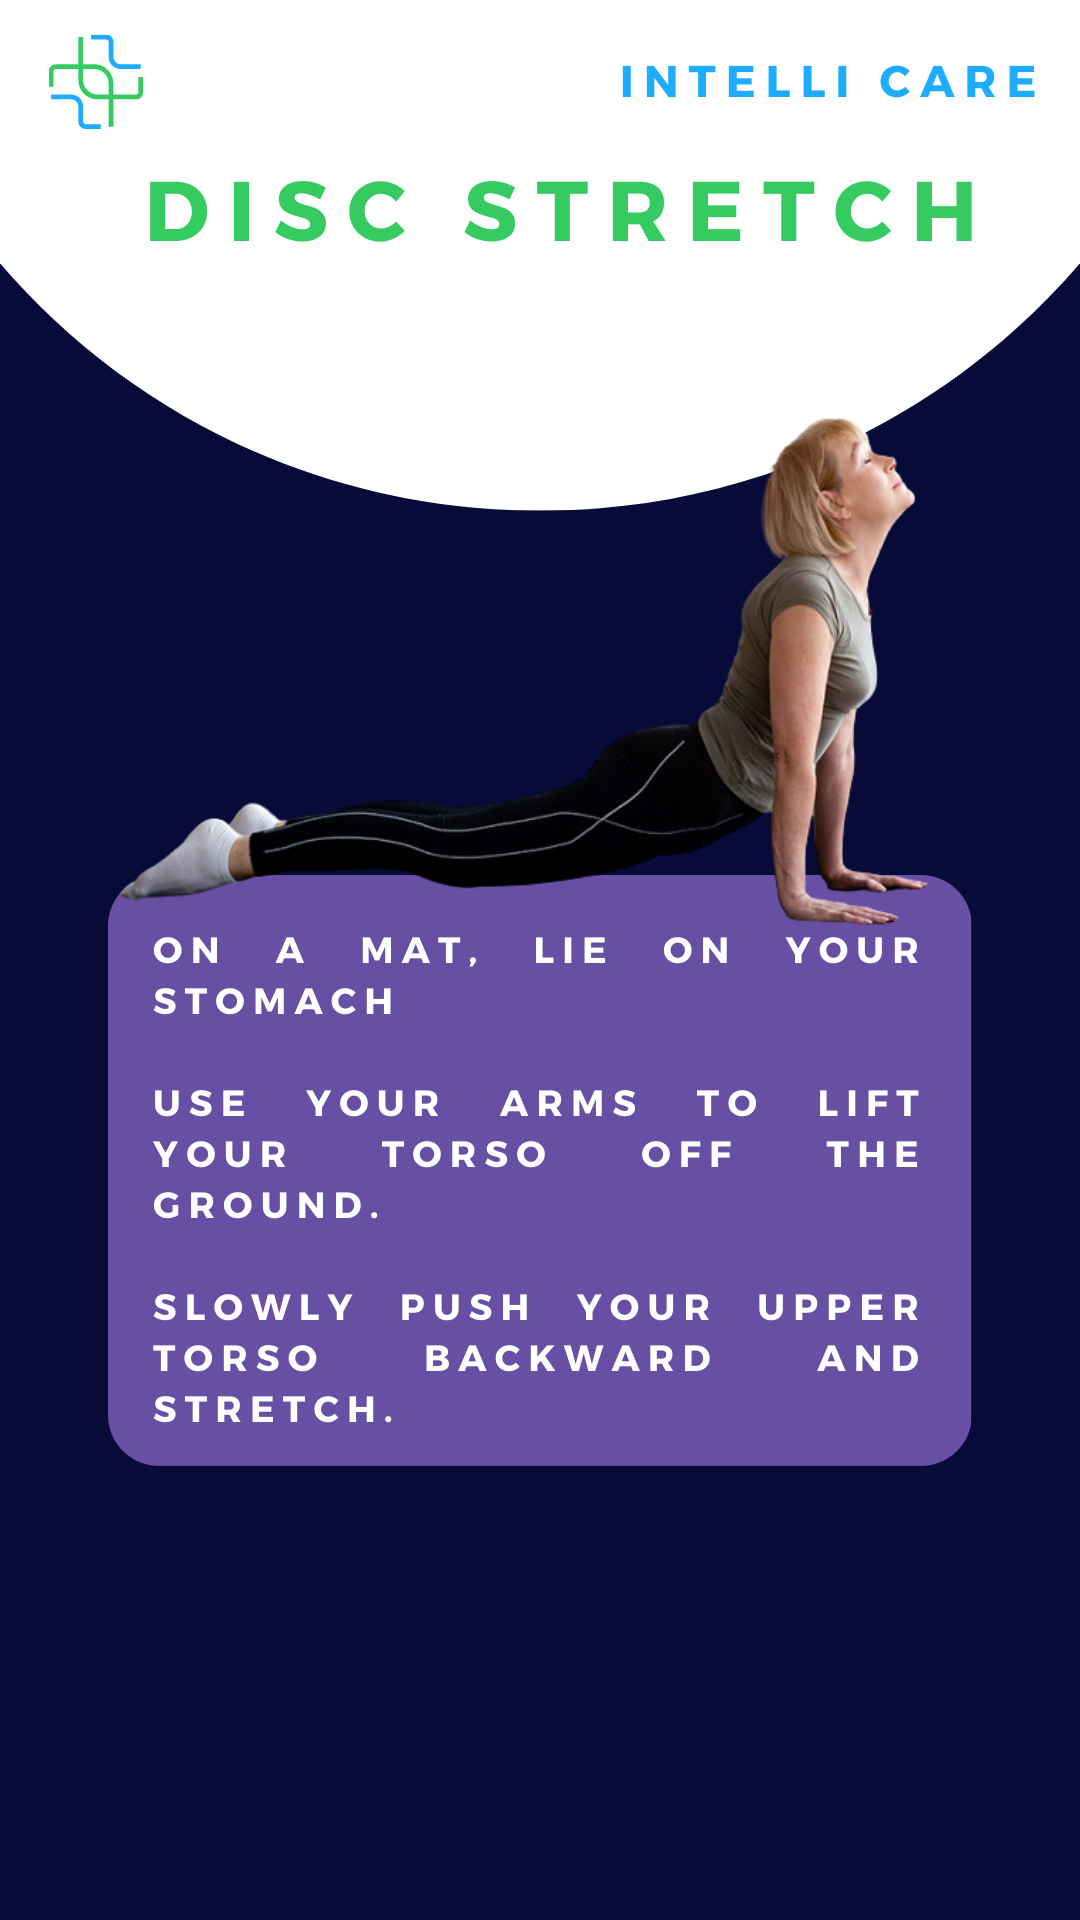 INTELLI CARE
DISC STRETCH
ON A MAT, LIE ON YOUR
STOMACH
USE YOUR ARMS TO LIFT
YOUR TORSO OFF THE
GROUND.
SLOWLY PUSH YOUR UPPER
TORSO BACKWARD AND
STRETCH.